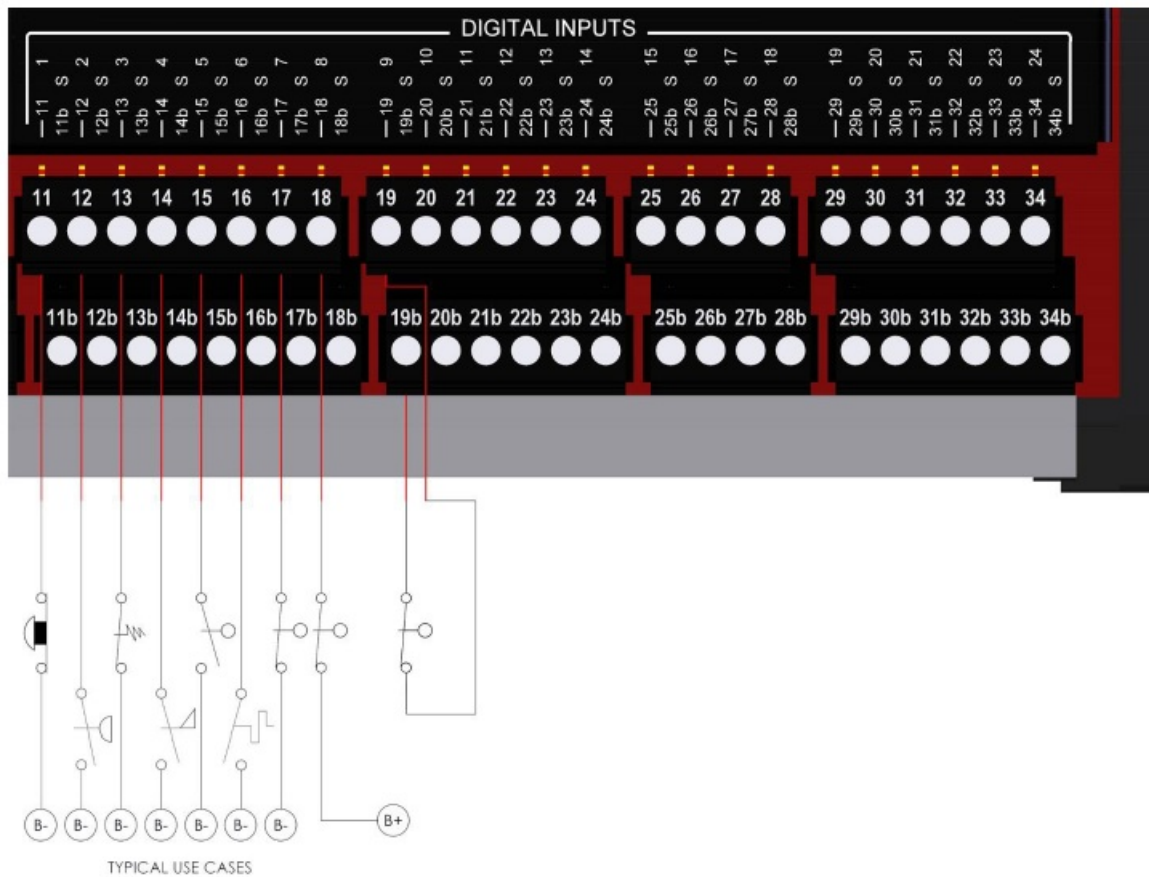 DIGITAL INPUTS
1 2 3 4 5 6 7 8 9 10 11 12 13 14 15 16 17 18 19 20 21 22 23 24
S S S S S S S S S S S S S S S S S S S S S S S S
11 12 13 14 15 16 17 18 19 20 21 22 23 24 25 26 27 28 29 30 31 32 33 34
11b 12b 13b 14b 15b 16b 17b 18b 19b 20b 21b 22b 23b 24b 25b 26b 27b 28b 29b 30b 31b 32b 33b 34b
11 12 13 14 15 16 17 18 19 20 21 22 23 24 25 26 27 28 29 30 31 32 33 34
11b 12b 13b 14b 15b 16b 17b 18b 19b 20b 21b 22b 23b 24b 25b 26b 27b 28b 29b 30b 31b 32b 33b 34b
B- B- B- B- B- B- B- B+
TYPICAL USE CASES